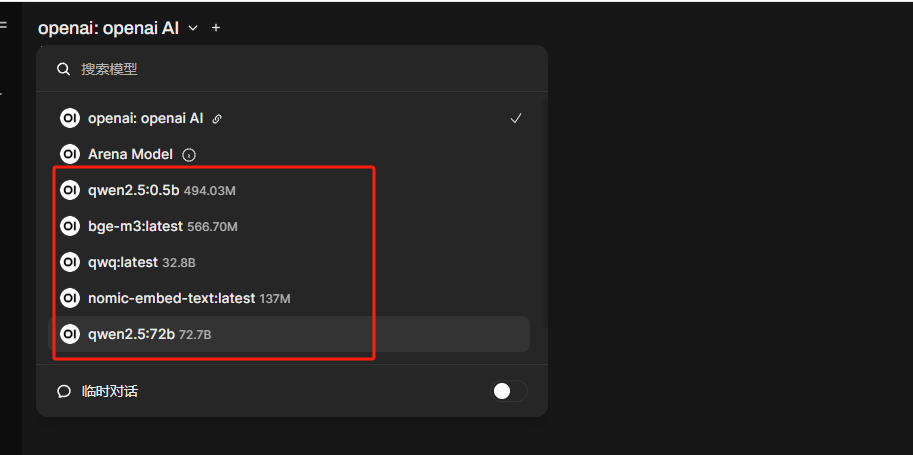 openai: openai AI
搜索模型
OI openai: openai AI
OI Arena Model
OI qwen2.5:0.5b 494.03M
OI bge-m3:latest 566.70M
OI qwq:latest 32.8B
OI nomic-embed-text:latest 137M
OI qwen2.5:72b 72.7B
临时对话